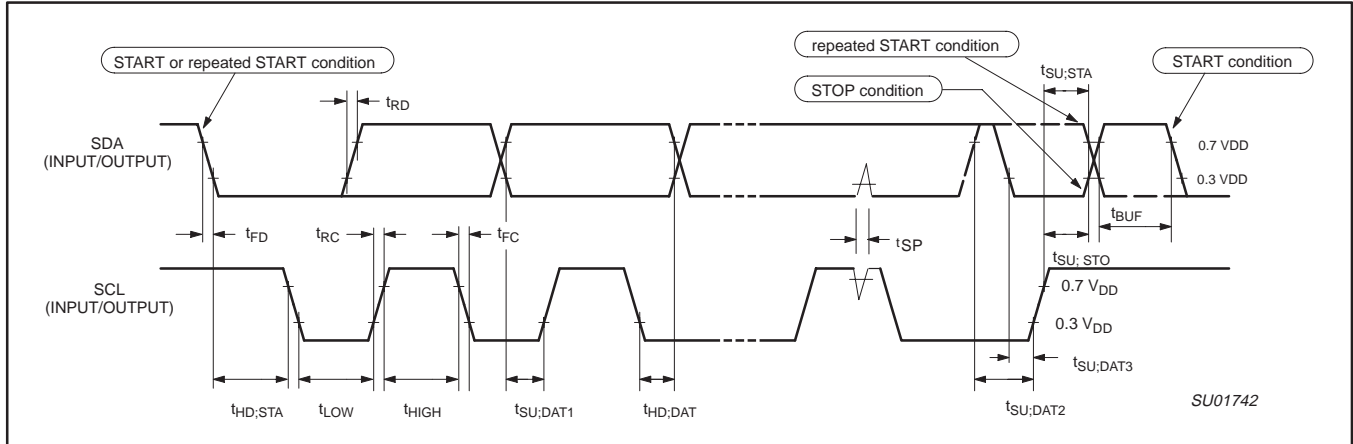 repeated START condition
START or repeated START condition
tSU;STA
START condition
STOP condition
tRD
SDA
(INPUT/OUTPUT)
0.7 VDD
0.3 VDD
tBUF
tFD
tRC
tFC
tSP
tSU; STO
SCL
(INPUT/OUTPUT)
0.7 VDD
0.3 VDD
tSU;DAT3
tHD;STA
tLOW
tHIGH
tSU;DAT1
tHD;DAT
tSU;DAT2
SU01742